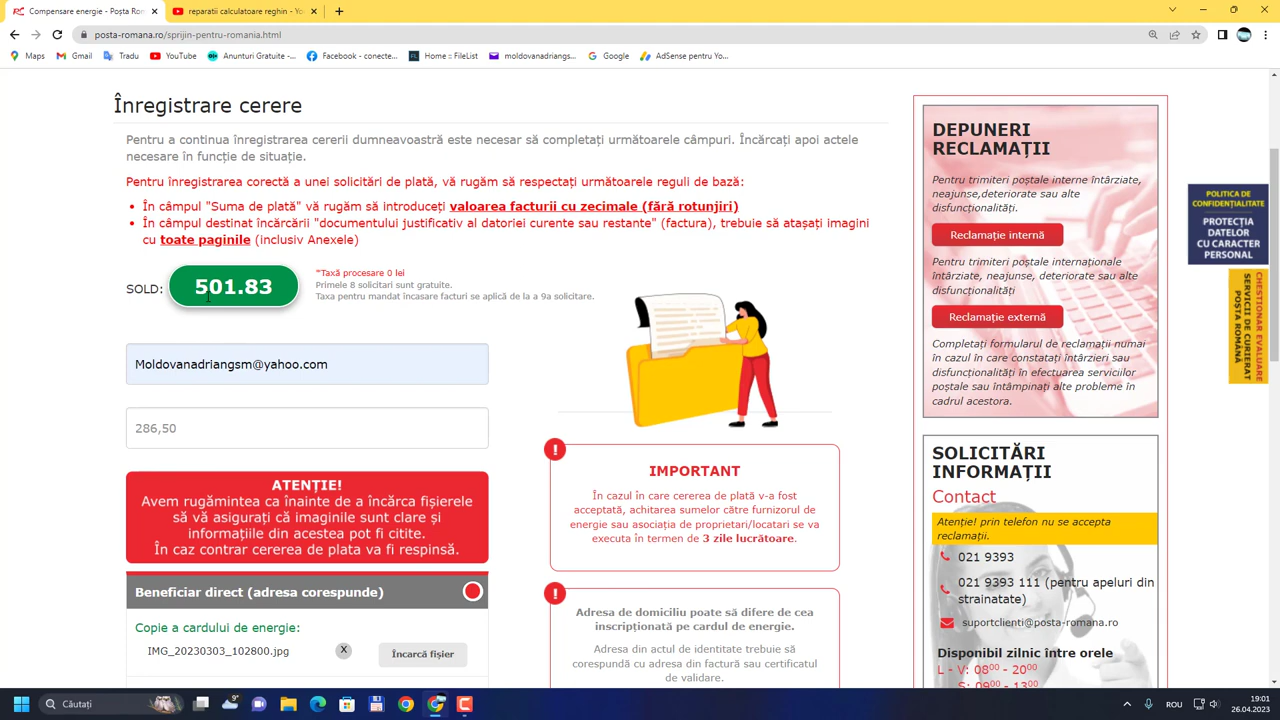 Compensare energie - Poșta Rom
reparatii calculatoare reghin - Yo
posta-romana.ro/sprijin-pentru-romania.html
Maps
Gmail
Tradu
YouTube
Anunturi Gratuite -...
Facebook - conecte...
Home :: FileList
moldovanadriangs...
Google
AdSense pentru Yo...
Înregistrare cerere
Pentru a continua înregistrarea cererii dumneavoastră este necesar să completați următoarele câmpuri. Încărcați apoi actele
necesare în funcție de situație.
Pentru înregistrarea corectă a unei solicitări de plată, vă rugăm să respectați următoarele reguli de bază:
• În câmpul "Suma de plată" vă rugăm să introduceți valoarea facturii cu zecimale (fără rotunjiri)
• În câmpul destinat încărcării "documentului justificativ al datoriei curente sau restante" (factura), trebuie să atașați imagini
cu toate paginile (inclusiv Anexele)
SOLD:
501.83
*Taxă procesare 0 lei
Primele 8 solicitari sunt gratuite.
Taxa pentru mandat încasare facturi se aplică de la a 9a solicitare.
Moldovanadriangsm@yahoo.com
286,50
ATENȚIE!
Avem rugămintea ca înainte de a încărca fișierele
să vă asigurați că imaginile sunt clare și
informațiile din acestea pot fi citite.
În caz contrar cererea de plata va fi respinsă.
Beneficiar direct (adresa corespunde)
Copie a cardului de energie:
IMG_20230303_102800.jpg
X
Încarcă fișier
!
IMPORTANT
În cazul în care cererea de plată v-a fost
acceptată, achitarea sumelor către furnizorul de
energie sau asociația de proprietari/locatari se va
executa în termen de 3 zile lucrătoare.
!
Adresa de domiciliu poate să difere de cea
inscripționată pe cardul de energie.
Adresa din actul de identitate trebuie să
corespundă cu adresa din factură sau certificatul
de validare.
DEPUNERI
RECLAMAȚII
Pentru trimiteri poștale interne întârziate,
neajunse,deteriorate sau alte
disfuncționalități.
Reclamație internă
Pentru trimiteri poștale internaționale
întârziate, neajunse, deteriorate sau alte
disfuncționalități
Reclamație externă
Completați formularul de reclamații numai
în cazul în care constatați întârzieri sau
disfuncționalități în efectuarea serviciilor
poștale sau întâmpinați alte probleme în
cadrul acestora.
SOLICITĂRI
INFORMAȚII
Contact
Atenție! prin telefon nu se accepta
reclamații.
021 9393
021 9393 111 (pentru apeluri din
strainatate)
suportclienti@posta-romana.ro
Disponibil zilnic între orele
L - V: 08⁰⁰ - 20⁰⁰
S: 09⁰⁰ - 13⁰⁰
POLITICA DE
CONFIDENȚIALITATE
PROTECȚIA
DATELOR
CU CARACTER
PERSONAL
CHESTIONAR EVALUARE
SERVICII DE CURIERAT
POȘTA ROMÂNĂ
Căutați
ROU
19:01
26.04.2023